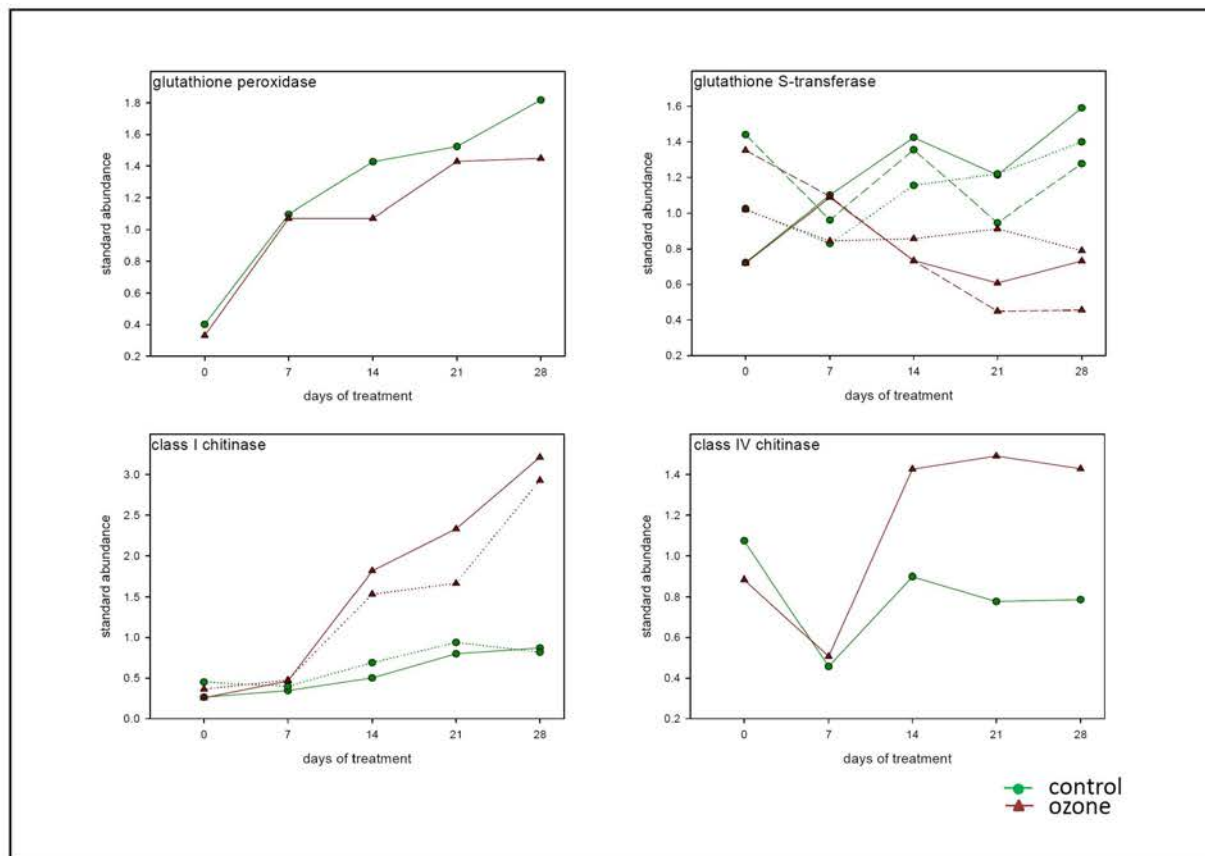 glutathione peroxidase
standard abundance
1.8
1.6
1.4
1.2
1.0
0.8
0.6
0.4
0.2
0 7 14 21 28
days of treatment
glutathione S-transferase
standard abundance
1.6
1.4
1.2
1.0
0.8
0.6
0.4
0.2
0 7 14 21 28
days of treatment
class I chitinase
standard abundance
3.0
2.5
2.0
1.5
1.0
0.5
0.0
0 7 14 21 28
days of treatment
class IV chitinase
standard abundance
1.4
1.2
1.0
0.8
0.6
0.4
0.2
0 7 14 21 28
days of treatment
control
ozone